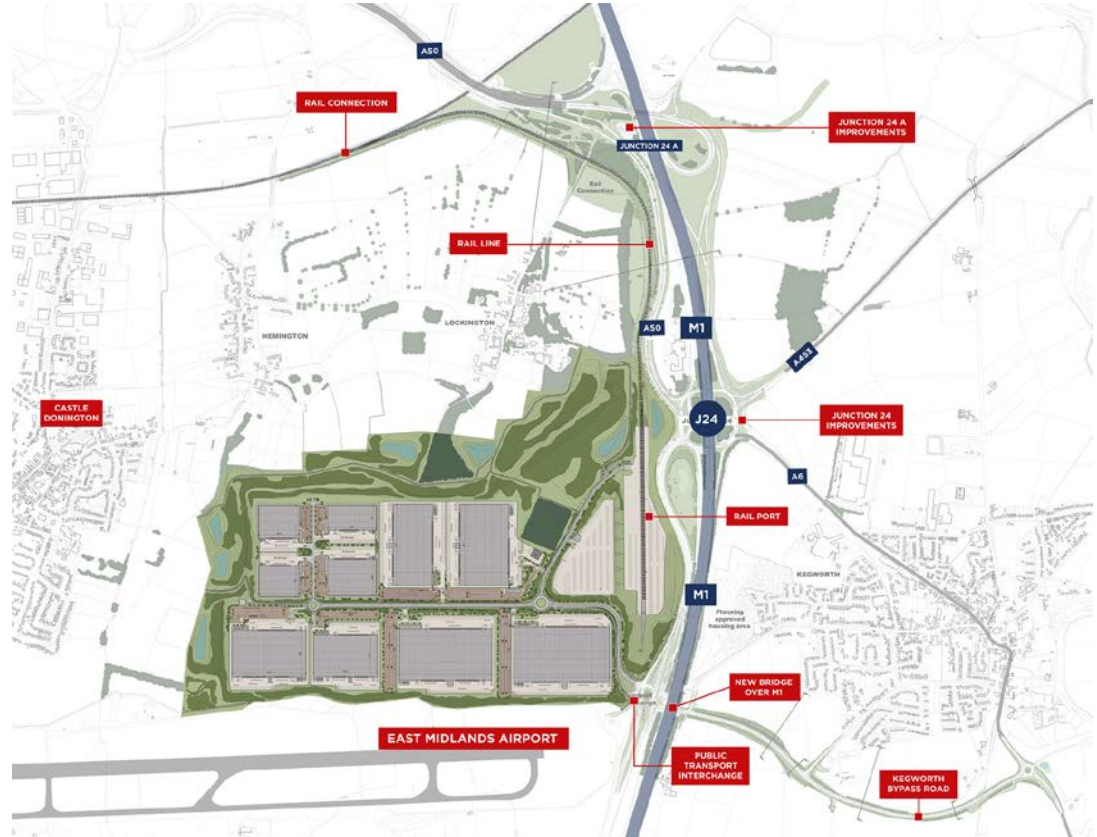 A50
RAIL CONNECTION
JUNCTION 24 A
IMPROVEMENTS
JUNCTION 24 A
Rail
Connection
RAIL LINE
A50
M1
HEMINGTON
LOCKINGTON
A453
CASTLE
DONINGTON
J24
JUNCTION 24
IMPROVEMENTS
A6
RAIL PORT
KEGWORTH
M1
Planning
approved
housing area
NEW BRIDGE
OVER M1
EAST MIDLANDS AIRPORT
PUBLIC
TRANSPORT
INTERCHANGE
KEGWORTH
BYPASS ROAD